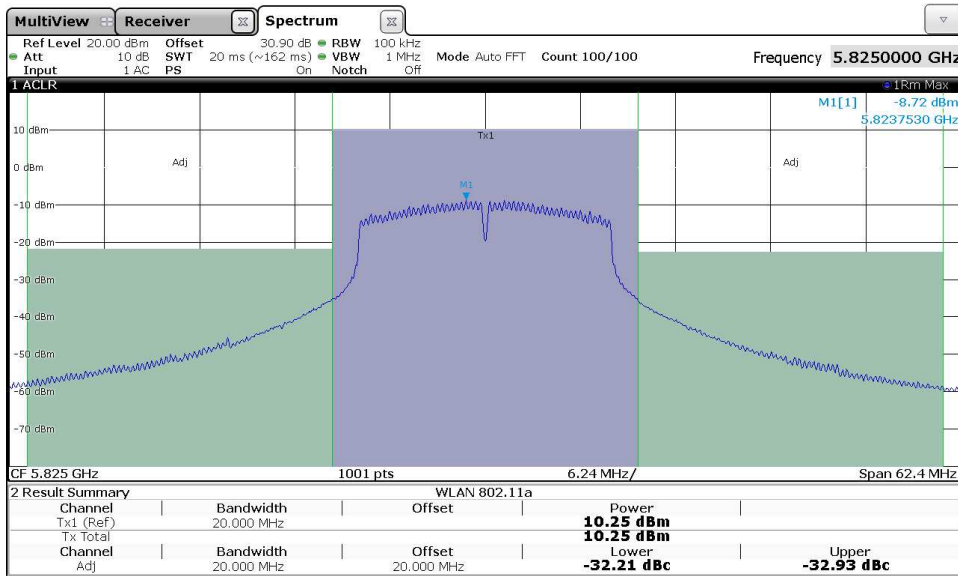 MultiView Receiver Spectrum
Ref Level 20.00 dBm Offset 30.90 dB RBW 100 kHz
Att 10 dB SWT 20 ms (~162 ms) VBW 1 MHz Mode Auto FFT Count 100/100 Frequency 5.8250000 GHz
Input 1 AC PS On Notch Off
1 ACLR 1Rm Max
M1[1] -8.72 dBm
5.8237530 GHz
10 dBm
Tx1
Adj Adj
0 dBm
M1
-10 dBm
-20 dBm
-30 dBm
-40 dBm
-50 dBm
-60 dBm
-70 dBm
CF 5.825 GHz 1001 pts 6.24 MHz/ Span 62.4 MHz
2 Result Summary WLAN 802.11a
Channel Bandwidth Offset Power
Tx1 (Ref) 20.000 MHz 10.25 dBm
Tx Total 10.25 dBm
Channel Bandwidth Offset Lower Upper
Adj 20.000 MHz 20.000 MHz -32.21 dBc -32.93 dBc